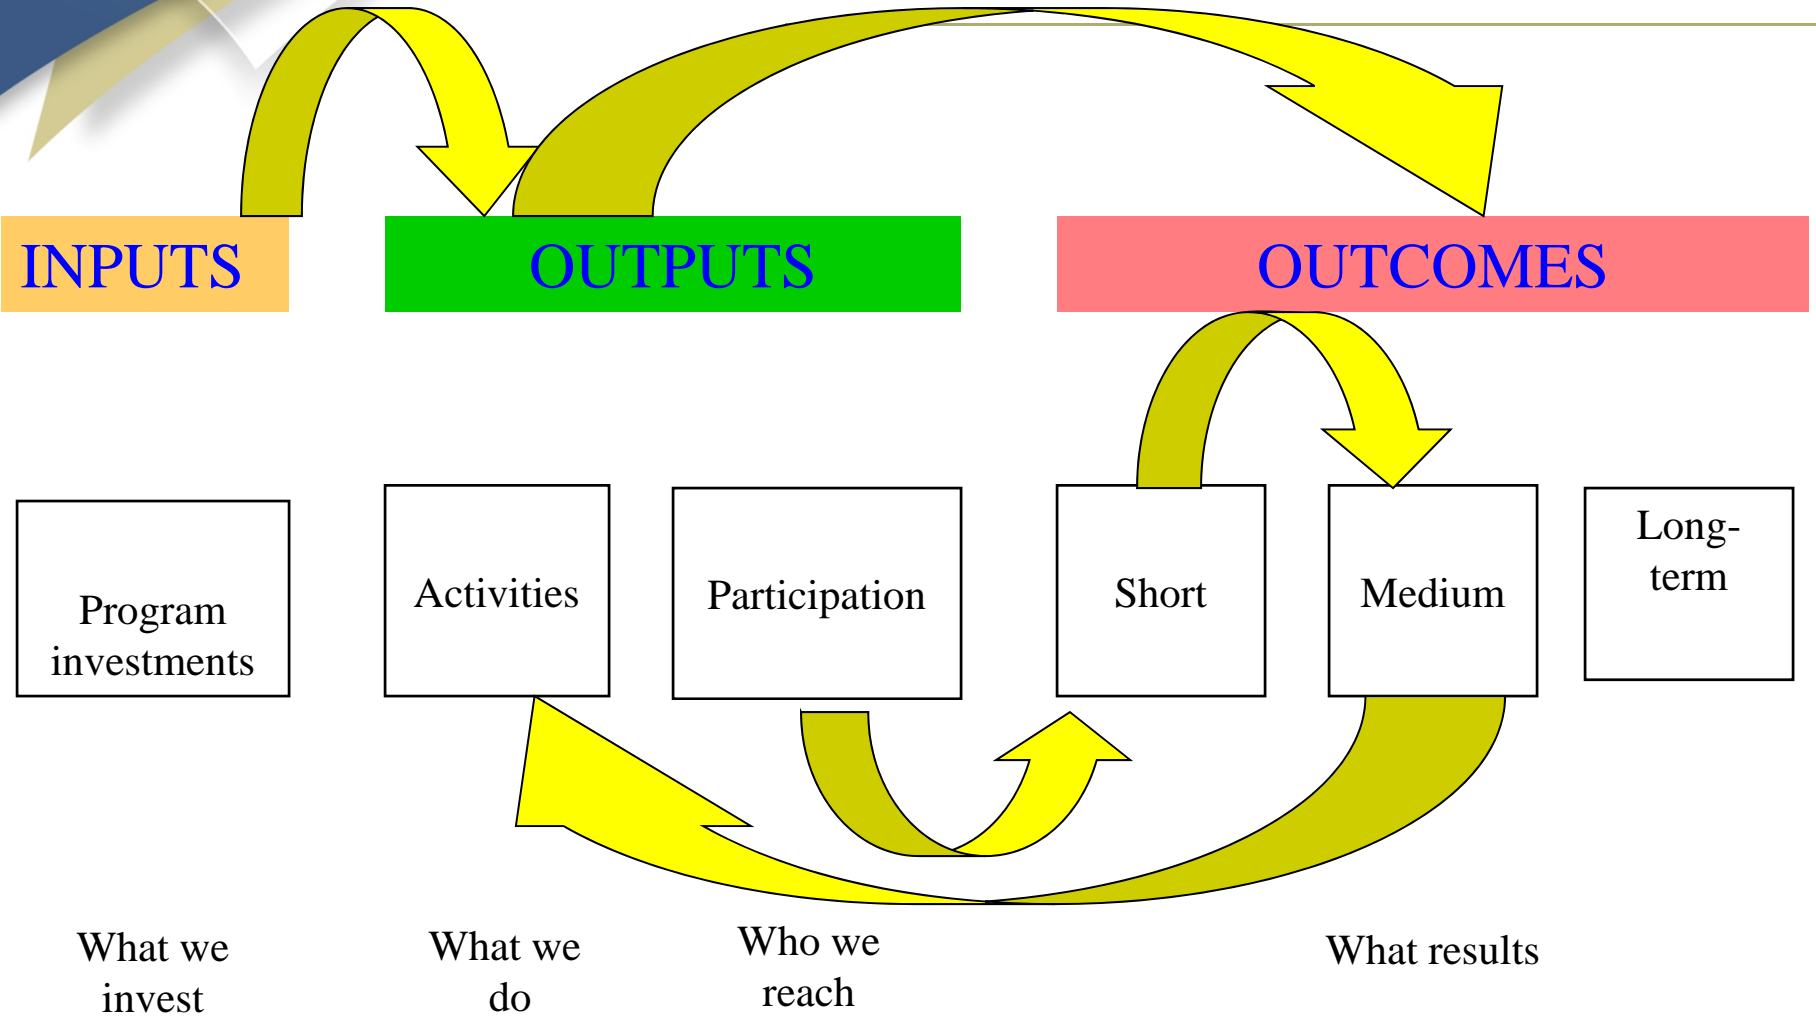 INPUTS
OUTPUTS
OUTCOMES
Program
investments
Activities
Participation
Short
Medium
Long-
term
What we
invest
What we
do
Who we
reach
What results